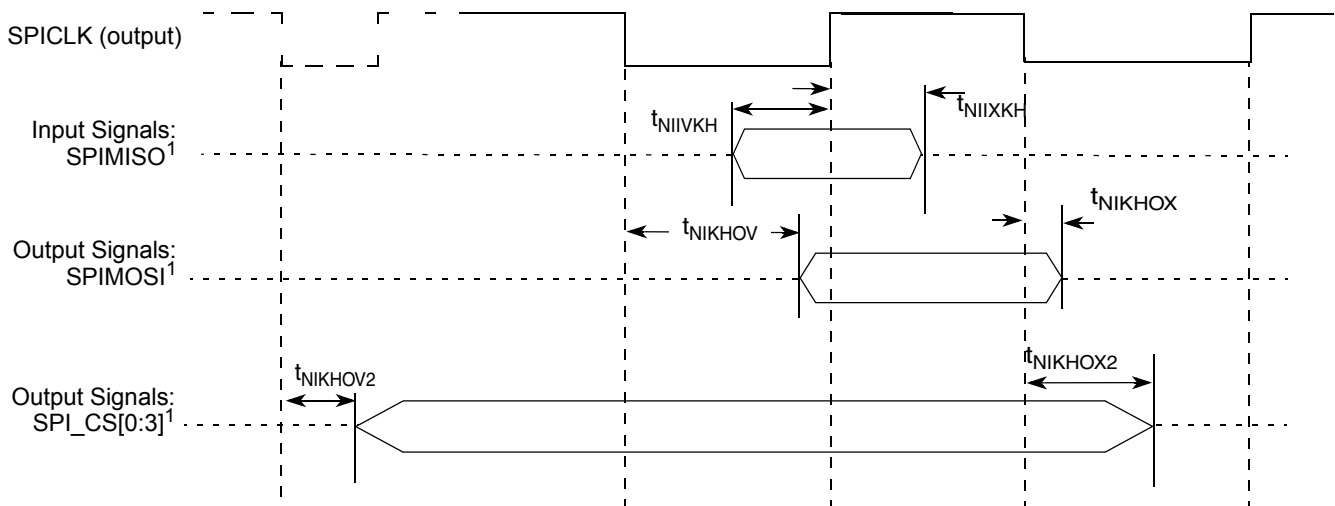 SPICLK (output)
Input Signals:
SPIMISO¹
tNIIVKH
tNIIXKH
Output Signals:
SPIMOSI¹
tNIKHOV
tNIKHOX
Output Signals:
SPI_CS[0:3]¹
tNIKHOV2
tNIKHOX2